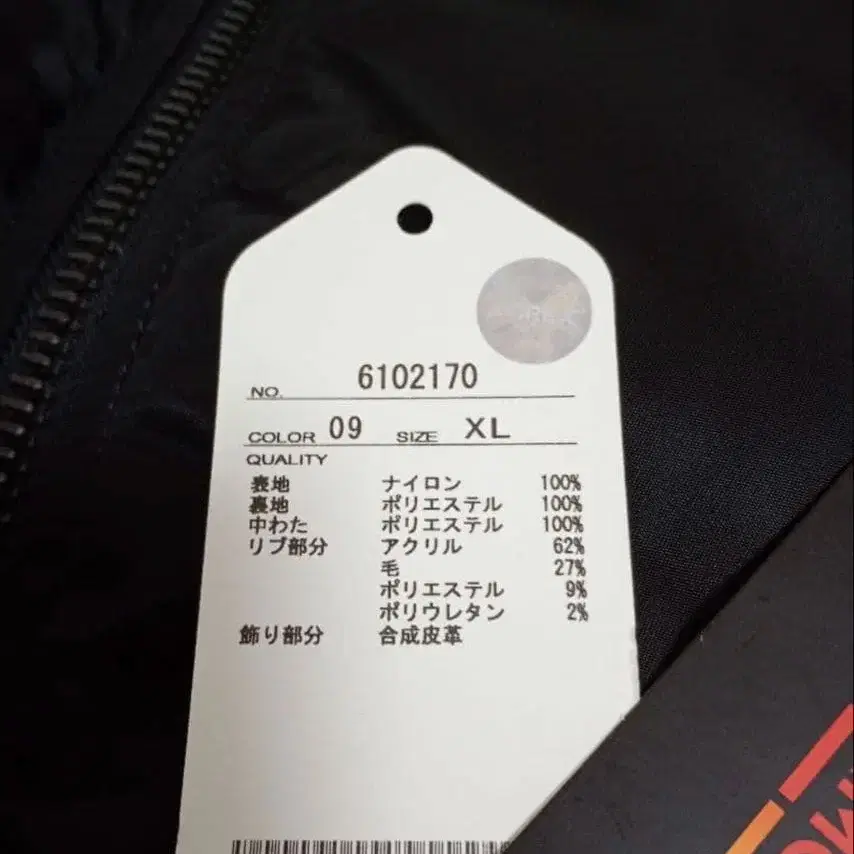 NO. 6102170
COLOR 09 SIZE XL
QUALITY
表地 ナイロン 100%
裏地 ポリエステル 100%
中わた ポリエステル 100%
リブ部分 アクリル 62%
毛 27%
ポリエステル 9%
ポリウレタン 2%
飾り部分 合成皮革